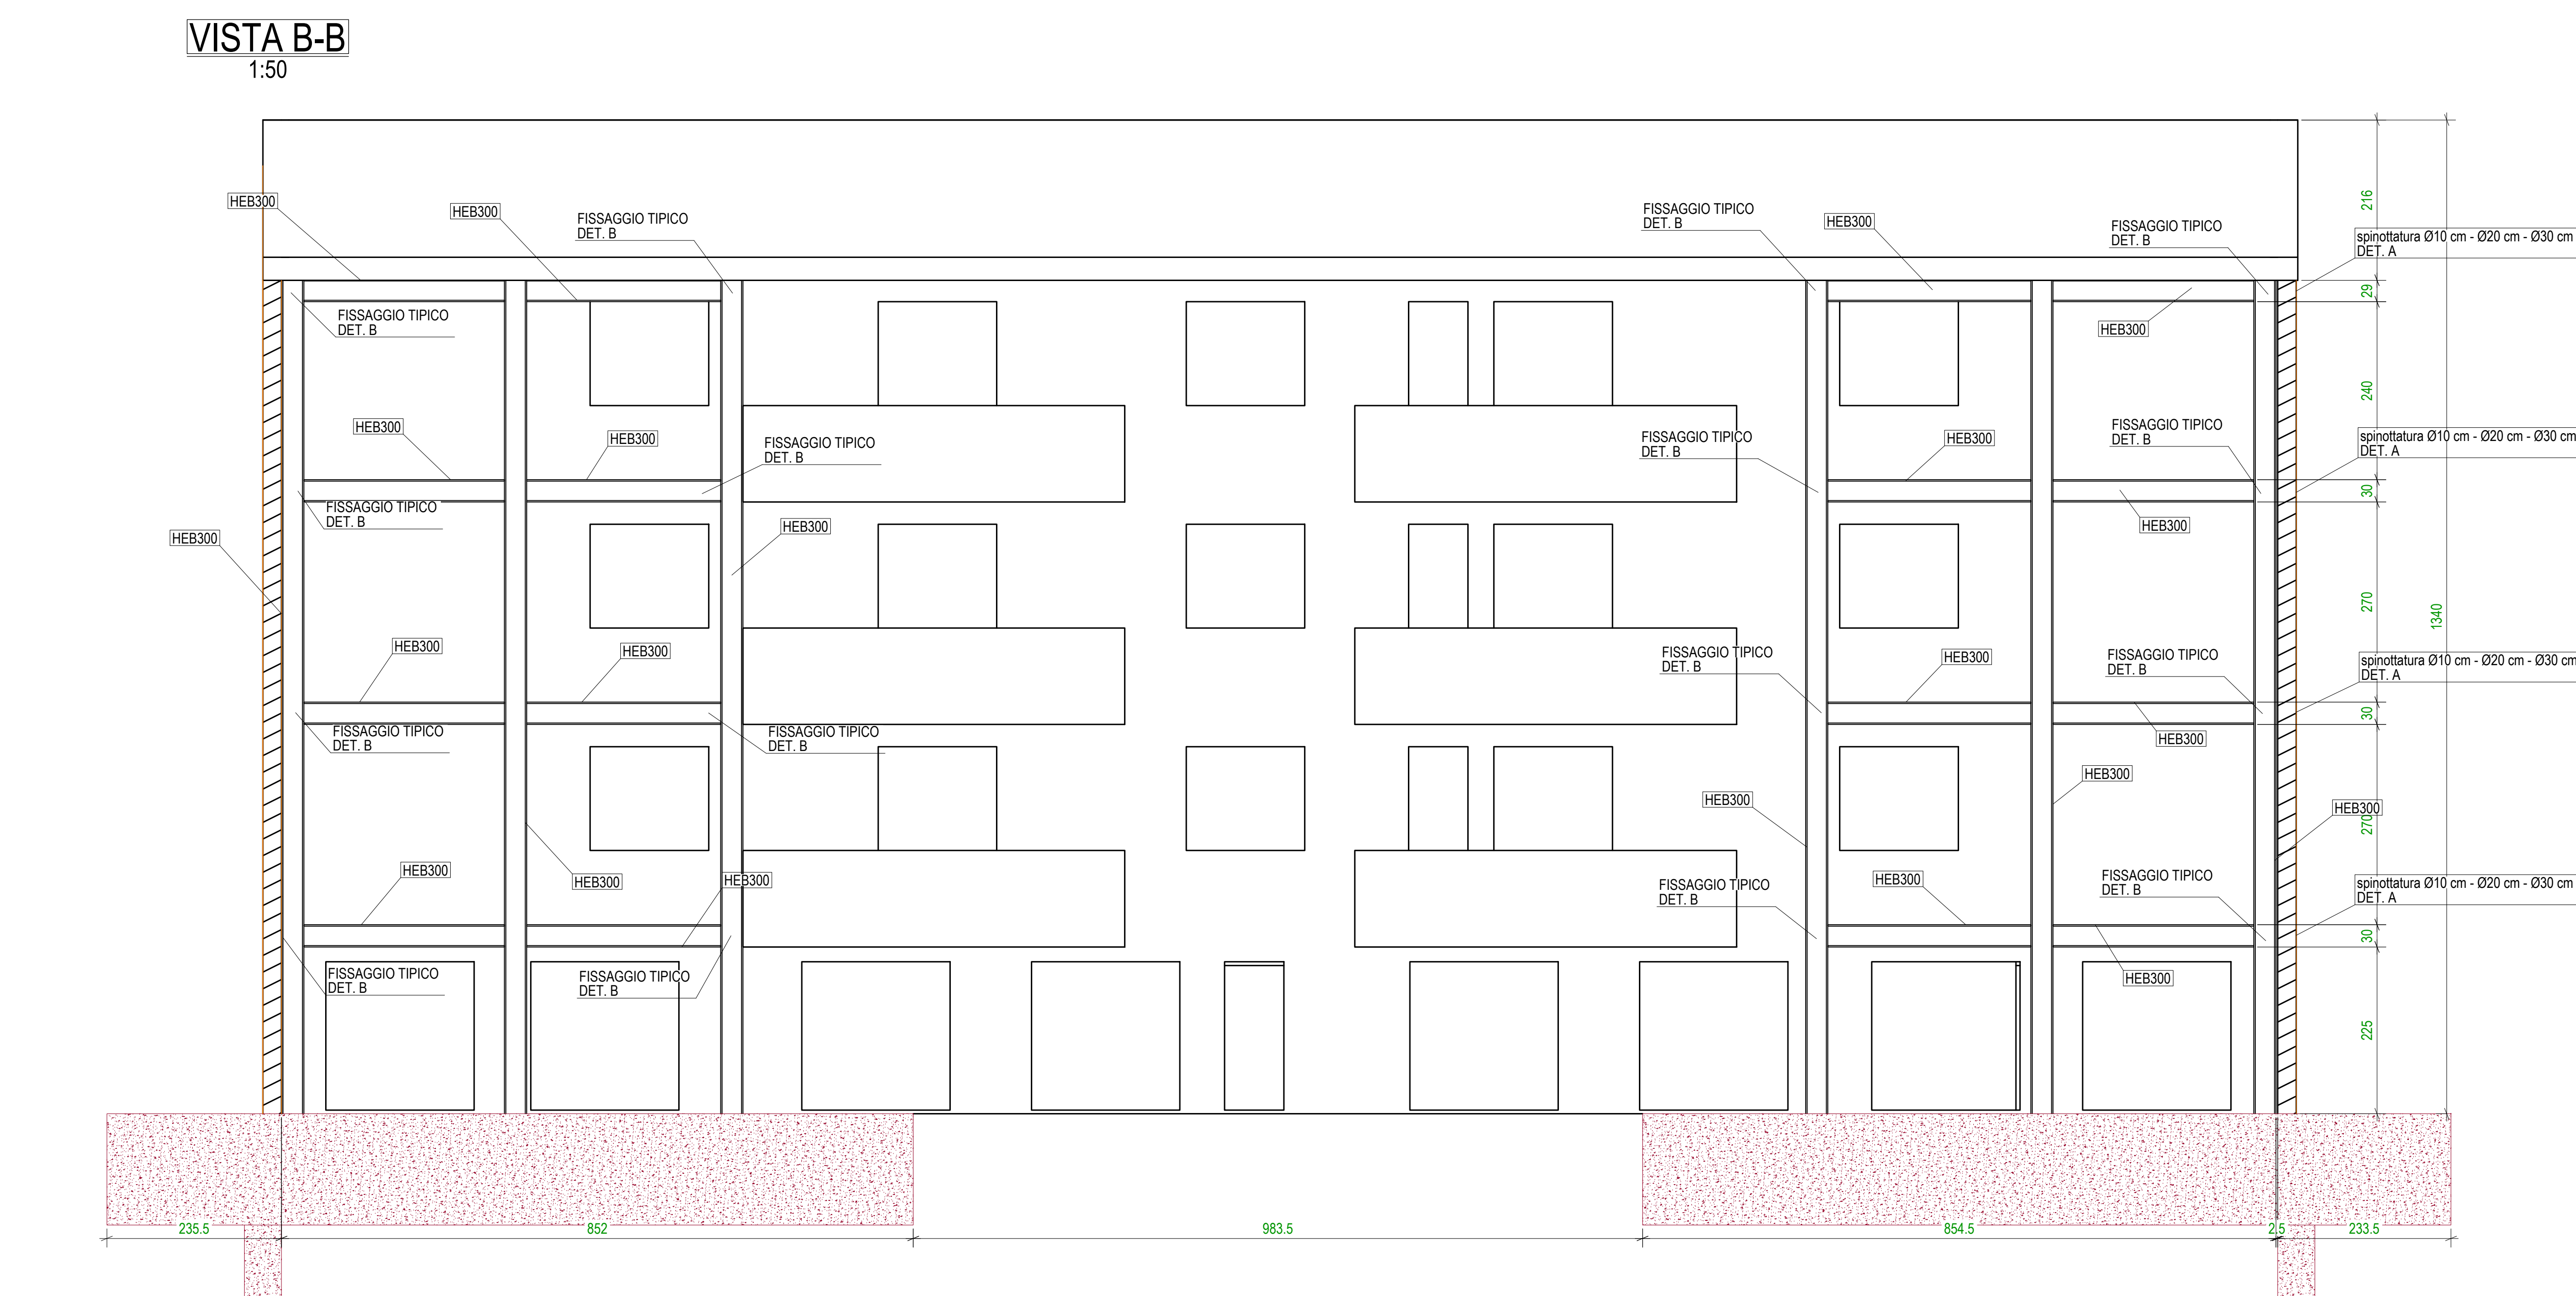 VISTA B-B
1:50
HEB300
HEB300
FISSAGGIO TIPICO
DET. B
FISSAGGIO TIPICO
DET. B
HEB300
FISSAGGIO TIPICO
DET. B
216
spinottatura Ø10 cm - Ø20 cm - Ø30 cm
DET. A
29
FISSAGGIO TIPICO
DET. B
HEB300
240
HEB300
HEB300
FISSAGGIO TIPICO
DET. B
FISSAGGIO TIPICO
DET. B
HEB300
FISSAGGIO TIPICO
DET. B
spinottatura Ø10 cm - Ø20 cm - Ø30 cm
DET. A
30
FISSAGGIO TIPICO
DET. B
HEB300
HEB300
HEB300
270
1340
HEB300
HEB300
FISSAGGIO TIPICO
DET. B
HEB300
FISSAGGIO TIPICO
DET. B
spinottatura Ø10 cm - Ø20 cm - Ø30 cm
DET. A
30
FISSAGGIO TIPICO
DET. B
FISSAGGIO TIPICO
DET. B
HEB300
HEB300
HEB300
HEB300
270
HEB300
HEB300
HEB300
FISSAGGIO TIPICO
DET. B
HEB300
FISSAGGIO TIPICO
DET. B
spinottatura Ø10 cm - Ø20 cm - Ø30 cm
DET. A
30
FISSAGGIO TIPICO
DET. B
FISSAGGIO TIPICO
DET. B
HEB300
225
235.5
852
983.5
854.5
2.5
233.5